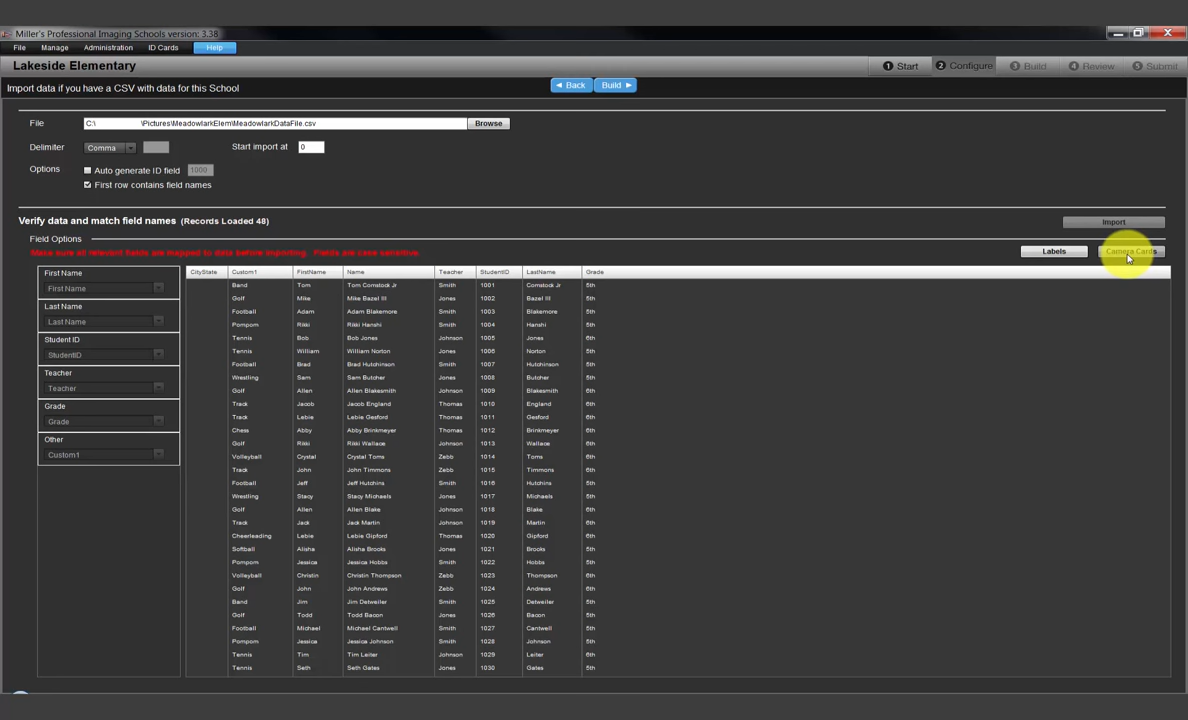 Miller's Professional Imaging Schools version: 3.38
File Manage Administration ID Cards Help
Lakeside Elementary
1 Start 2 Configure 3 Build 4 Review 5 Submit
Import data if you have a CSV with data for this School
Back Build
File C:\ \Pictures\MeadowlarkElem\MeadowlarkDataFile.csv Browse
Delimiter Comma Start import at 0
Options Auto generate ID field 1000
First row contains field names
Verify data and match field names (Records Loaded 48)
Import
Field Options
Make sure all relevant fields are mapped to data before importing. Fields are case sensitive.
Labels Camera Cards
First Name
First Name
Last Name
Last Name
Student ID
StudentID
Teacher
Teacher
Grade
Grade
Other
Custom1
CityState Custom1 FirstName Name Teacher StudentID LastName Grade
Band Tom Tom Comstock Jr Smith 1001 Comstock Jr 5th
Golf Mike Mike Bazel III Smith 1002 Bazel III 5th
Football Adam Adam Blakemore Smith 1003 Blakemore 5th
Pompom Rikki Rikki Hanshi Smith 1004 Hanshi 5th
Tennis Bob Bob Jones Johnson 1005 Jones 6th
Tennis William William Norton Jones 1006 Norton 5th
Football Brad Brad Hutchinson Smith 1007 Hutchinson 5th
Wrestling Sam Sam Butcher Jones 1008 Butcher 5th
Golf Allen Allen Blakesmith Johnson 1009 Blakesmith 6th
Track Jacob Jacob England Thomas 1010 England 6th
Track Lebie Lebie Gesford Thomas 1011 Gesford 6th
Chess Abby Abby Brinkmeyer Thomas 1012 Brinkmeyer 6th
Golf Rikki Rikki Wallace Johnson 1013 Wallace 6th
Volleyball Crystal Crystal Toms Zebb 1014 Toms 6th
Track John John Timmons Zebb 1015 Timmons 6th
Football Jeff Jeff Hutchins Smith 1016 Hutchins 5th
Wrestling Stacy Stacy Michaels Jones 1017 Michaels 5th
Golf Allen Allen Blake Johnson 1018 Blake 6th
Track Jack Jack Martin Johnson 1019 Martin 6th
Cheerleading Lebie Lebie Gipford Thomas 1020 Gipford 6th
Softball Alisha Alisha Brooks Jones 1021 Brooks 5th
Pompom Jessica Jessica Hobbs Smith 1022 Hobbs 5th
Volleyball Christin Christin Thompson Zebb 1023 Thompson 6th
Golf John John Andrews Zebb 1024 Andrews 6th
Band Jim Jim Detweiler Smith 1025 Detweiler 5th
Golf Todd Todd Bacon Jones 1026 Bacon 5th
Football Michael Michael Cantwell Smith 1027 Cantwell 5th
Pompom Jessica Jessica Johnson Smith 1028 Johnson 5th
Tennis Tim Tim Leiter Johnson 1029 Leiter 6th
Tennis Seth Seth Gates Jones 1030 Gates 5th